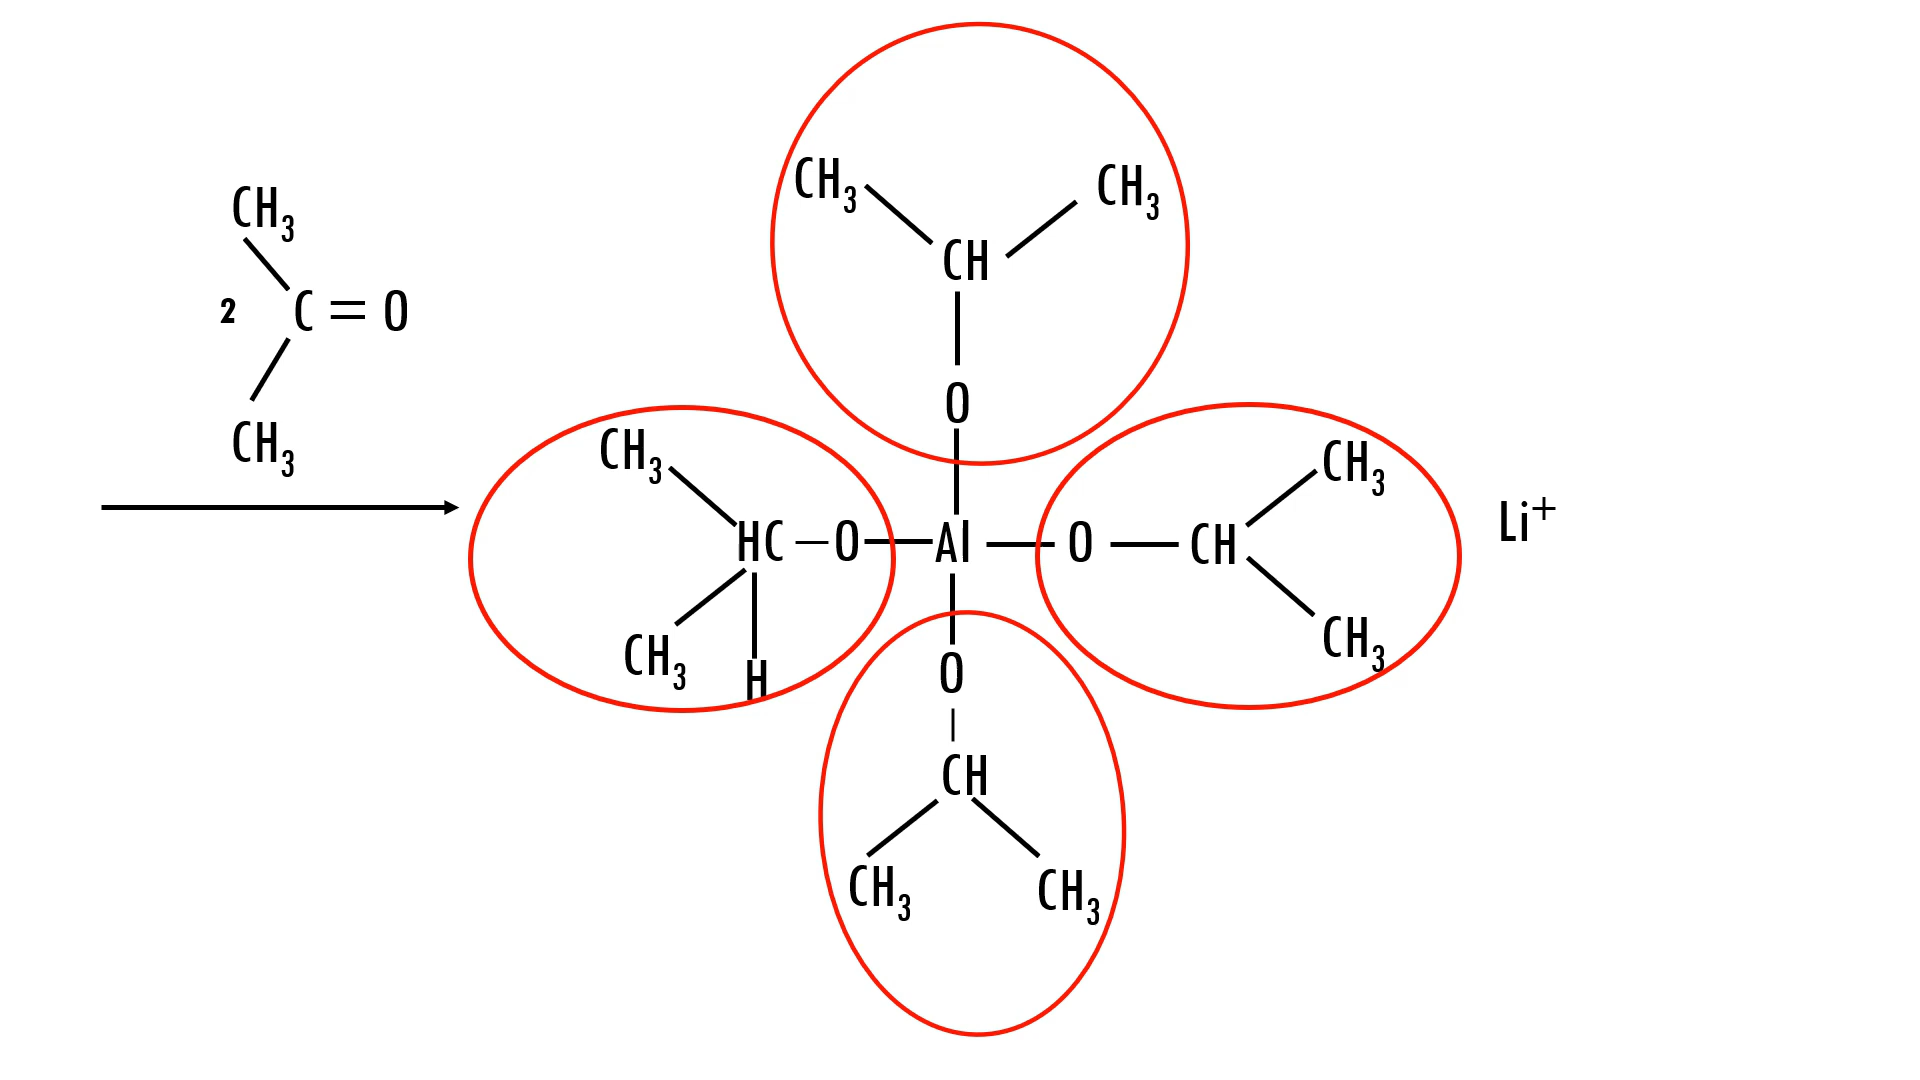 CH3 CH3
CH3
CH
2 C = O
O
CH3 CH3 CH3
Li+
HC – O Al O CH
CH3 H O CH3
CH
CH3 CH3